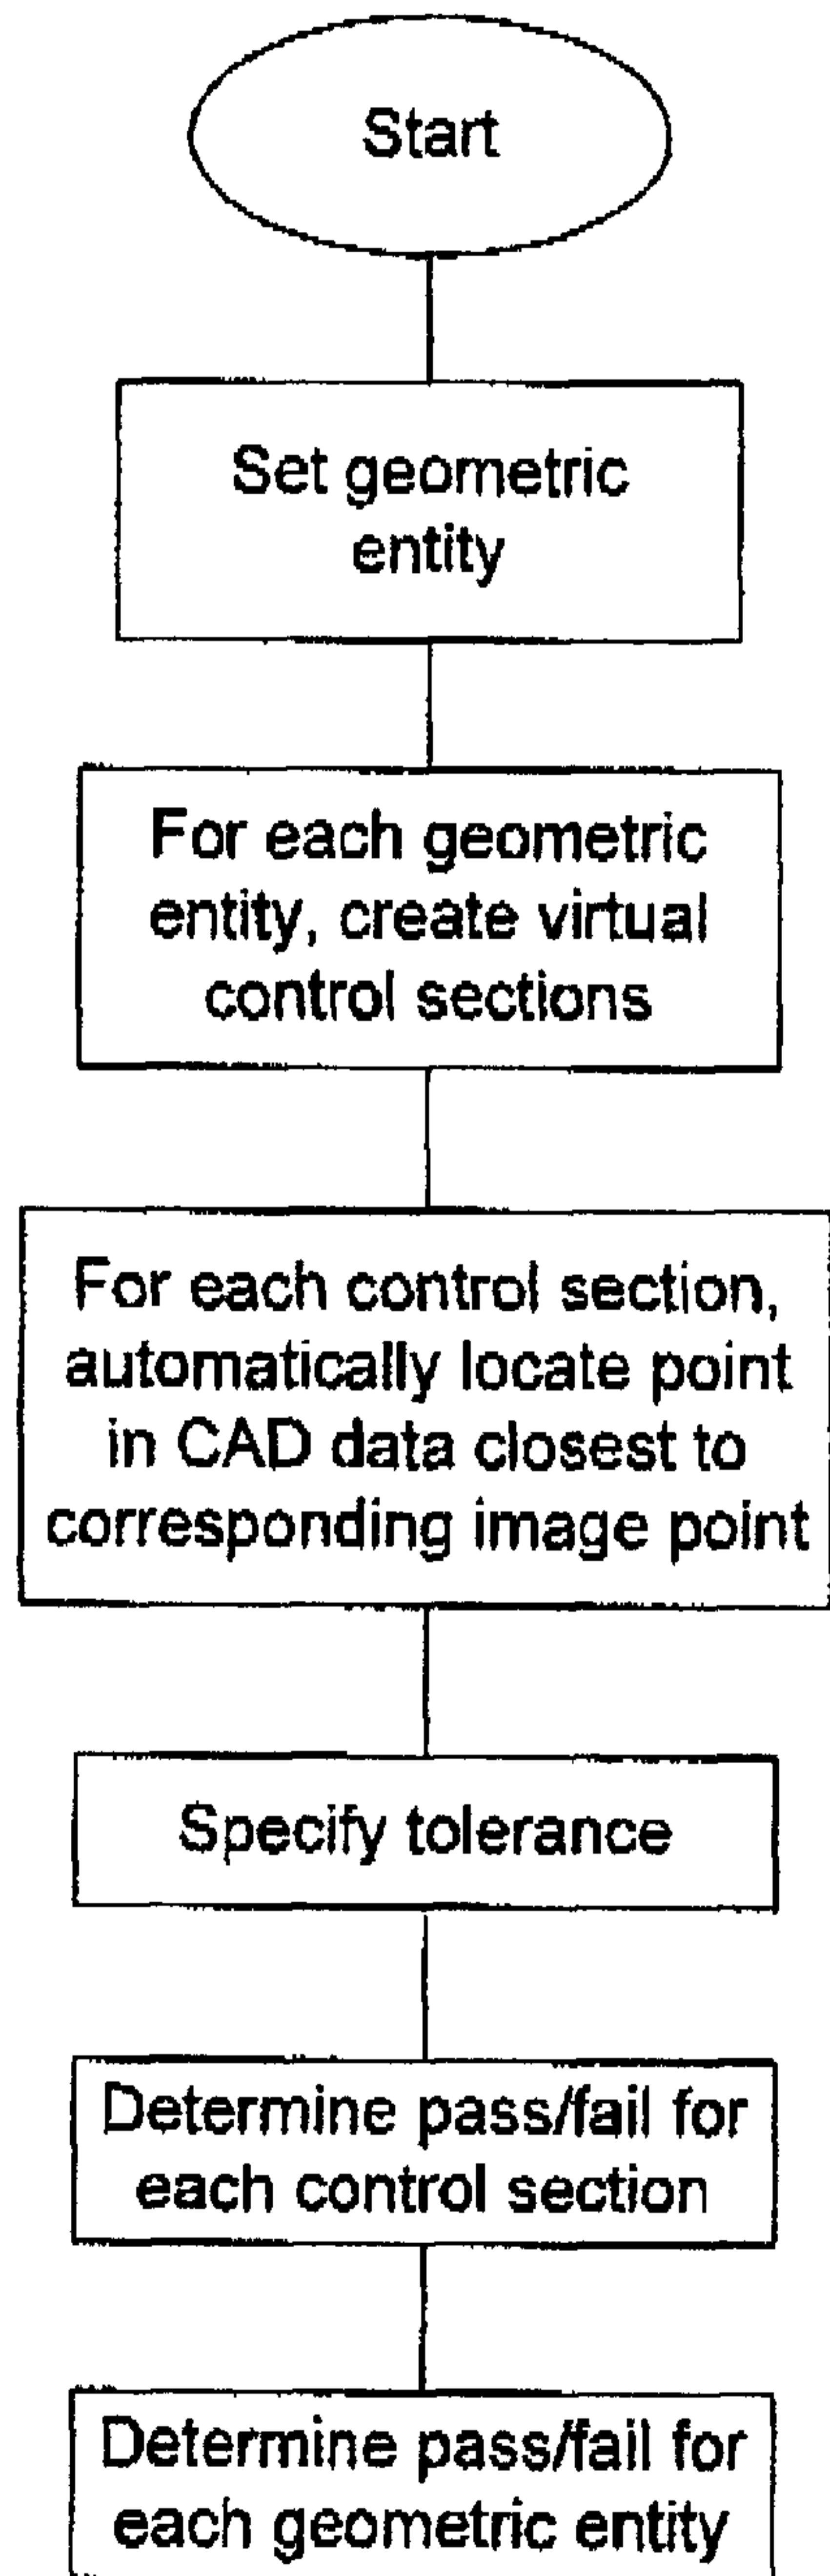 Start
Set geometric
entity
For each geometric
entity, create virtual
control sections
For each control section,
automatically locate point
in CAD data closest to
corresponding image point
Specify tolerance
Determine pass/fail for
each control section
Determine pass/fail for
each geometric entity